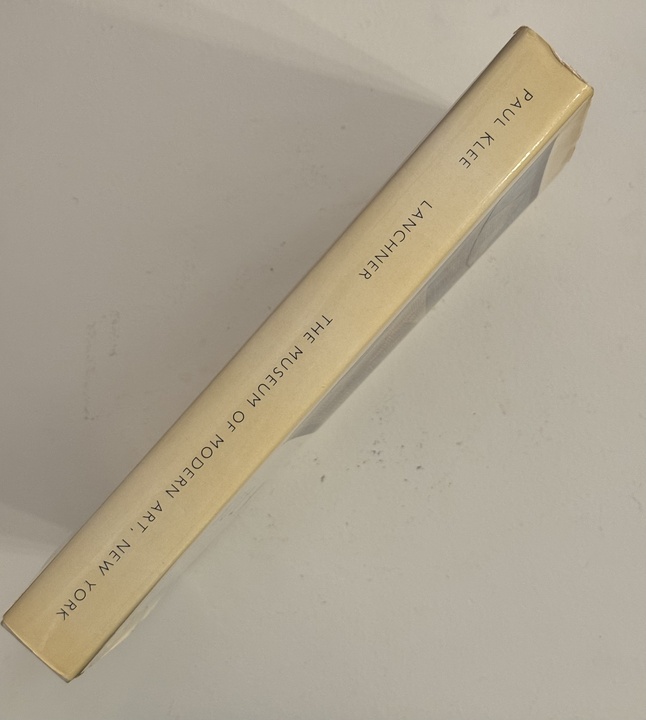 PAUL KLEE
LANCHNER
THE MUSEUM OF MODERN ART, NEW YORK